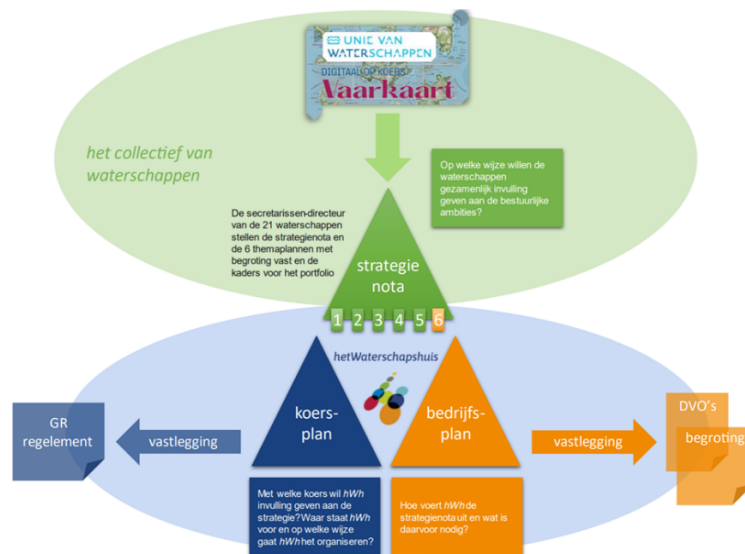 UNIE VAN
WATERSCHAPPEN
DIGITAAL OP KOERS
Vaarkaart
het collectief van
waterschappen
Op welke wijze willen de
waterschappen
gezamenlijk invulling
geven aan de bestuurlijke
ambities?
De secretarissen-directeur
van de 21 waterschappen
stellen de strategienota en
de 6 themaplannen met
begroting vast en de
kaders voor het portfolio
strategie
nota
1 2 3 4 5 6
hetWaterschapshuis
koers-
plan
bedrijfs-
plan
GR
regelement
vastlegging
vastlegging
DVO's
begroting
Met welke koers wil hWh
invulling geven aan de
strategie? Waar staat hWh
voor en op welke wijze
gaat hWh het organiseren?
Hoe voert hWh de
strategienota uit en wat is
daarvoor nodig?